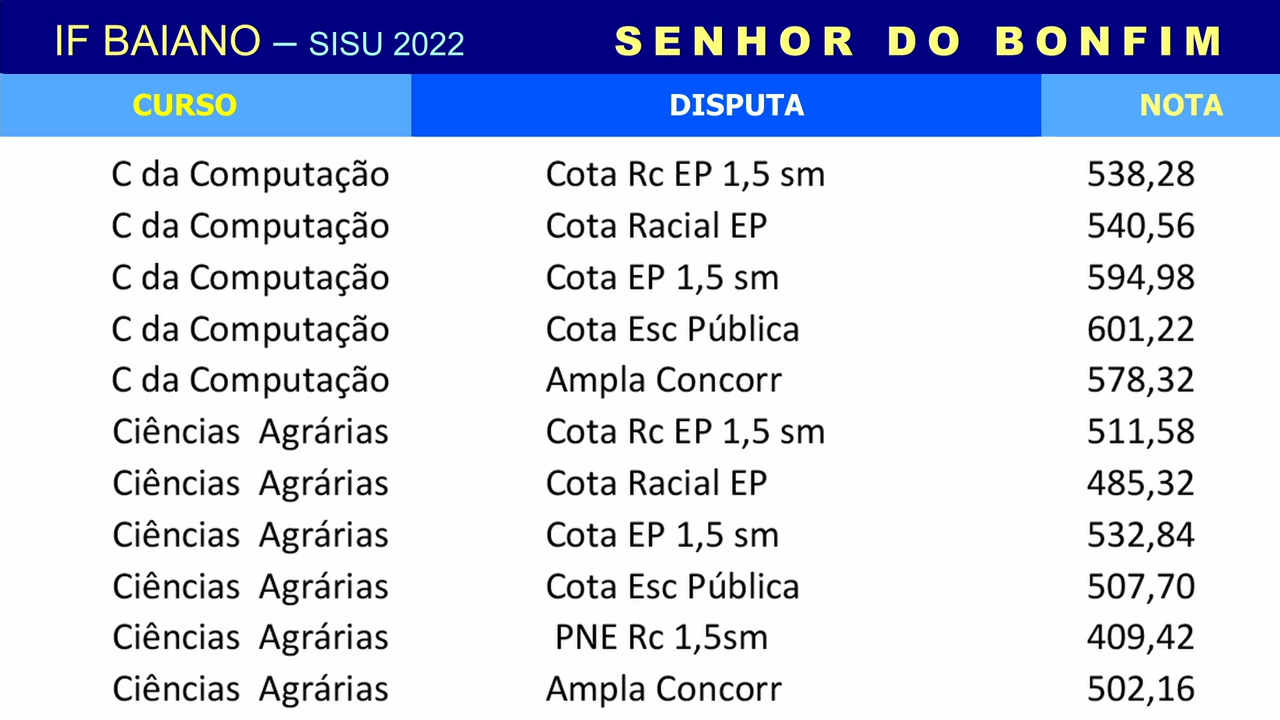 IF BAIANO – SISU 2022 SENHOR DO BONFIM
CURSO DISPUTA NOTA
C da Computação Cota Rc EP 1,5 sm 538,28
C da Computação Cota Racial EP 540,56
C da Computação Cota EP 1,5 sm 594,98
C da Computação Cota Esc Pública 601,22
C da Computação Ampla Concorr 578,32
Ciências Agrárias Cota Rc EP 1,5 sm 511,58
Ciências Agrárias Cota Racial EP 485,32
Ciências Agrárias Cota EP 1,5 sm 532,84
Ciências Agrárias Cota Esc Pública 507,70
Ciências Agrárias PNE Rc 1,5sm 409,42
Ciências Agrárias Ampla Concorr 502,16